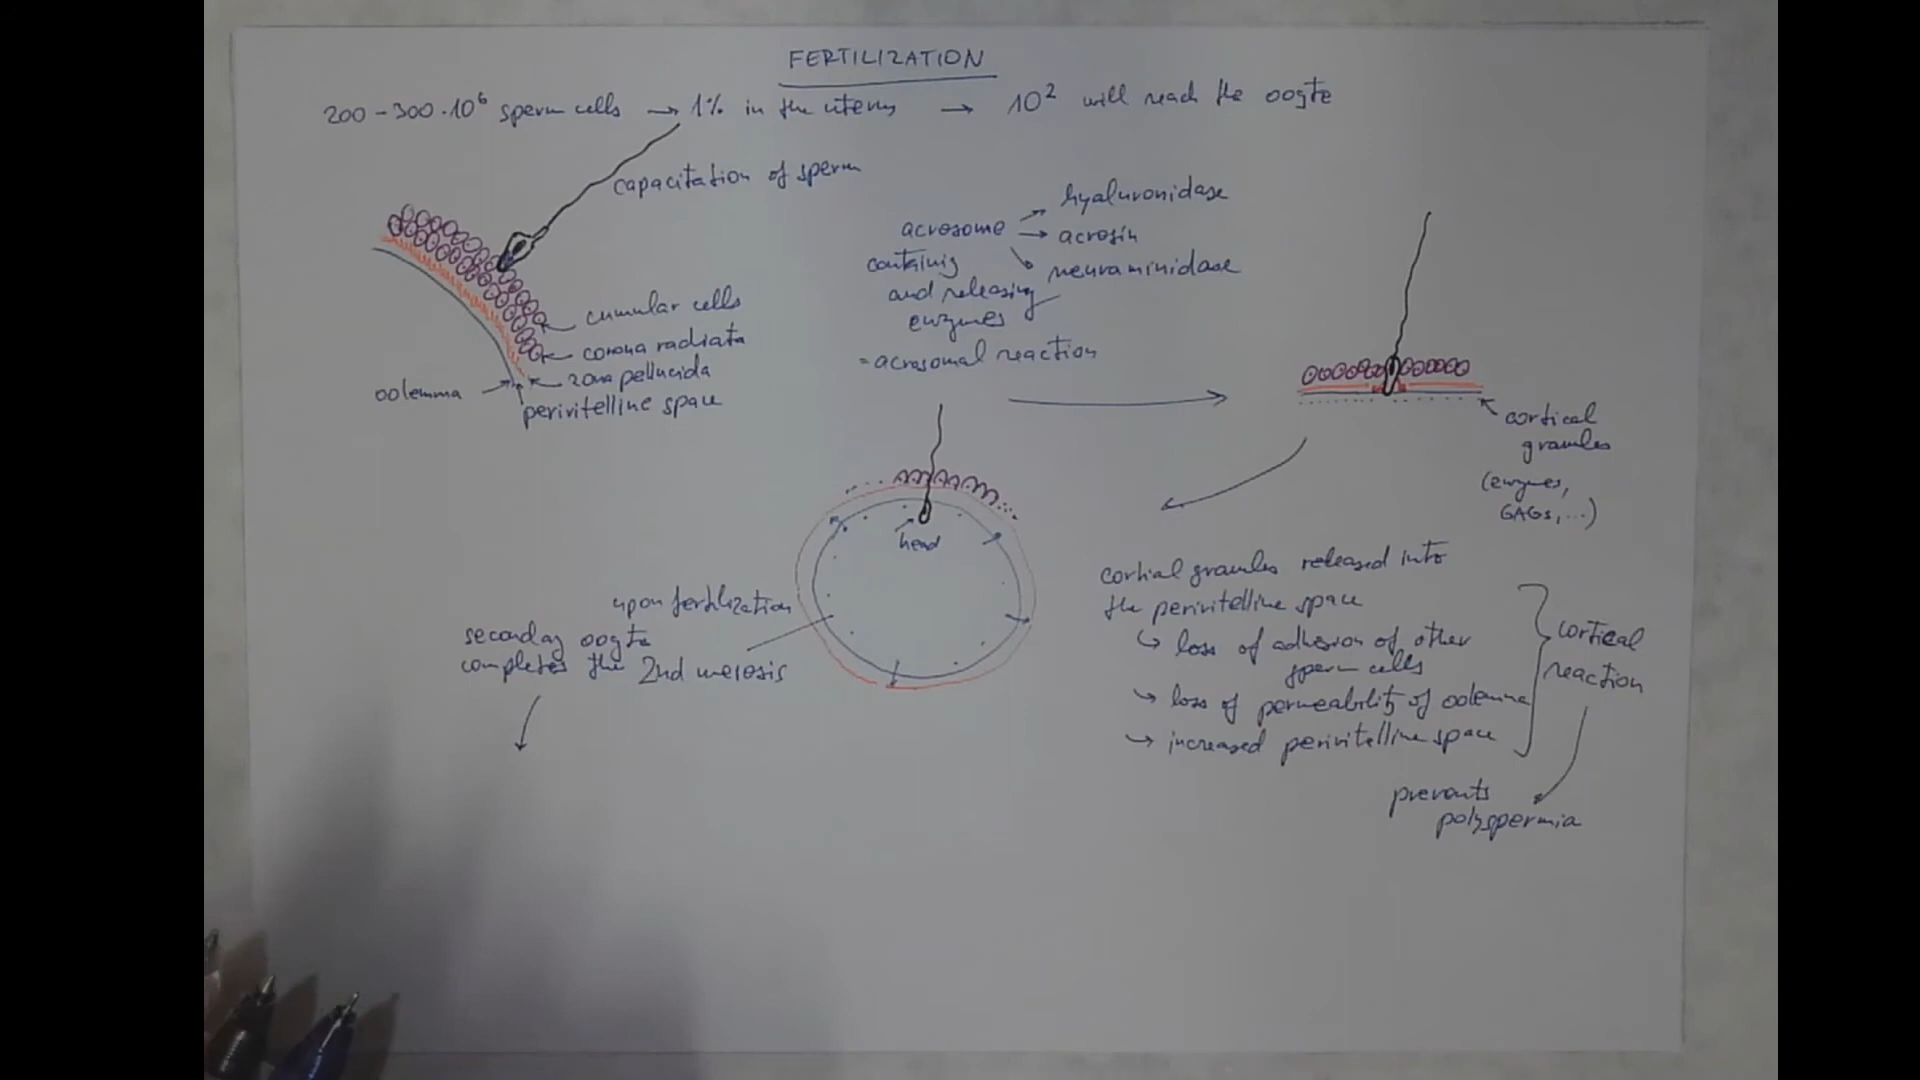 FERTILIZATION
200-300·10⁶ sperm cells → 1% in the uterus → 10² will reach the oocyte
capacitation of sperm
acrosome → hyaluronidase
→ acrosin
→ neuraminidase
containig
and releasing
enzymes
= acrosomal reaction
cumular cells
corona radiata
zona pellucida
oolemma
perivitelline space
cortical
granules
(enzymes,
GAGs, ...)
head
upon fertilization
secondary oocyte
completes the 2nd meiosis
cortial granules released into
the perivitelline space
↳ loss of adhesion of other
sperm cells
↳ loss of permeability of oolemma
↳ increased perivitelline space
cortical
reaction
prevents
polyspermia